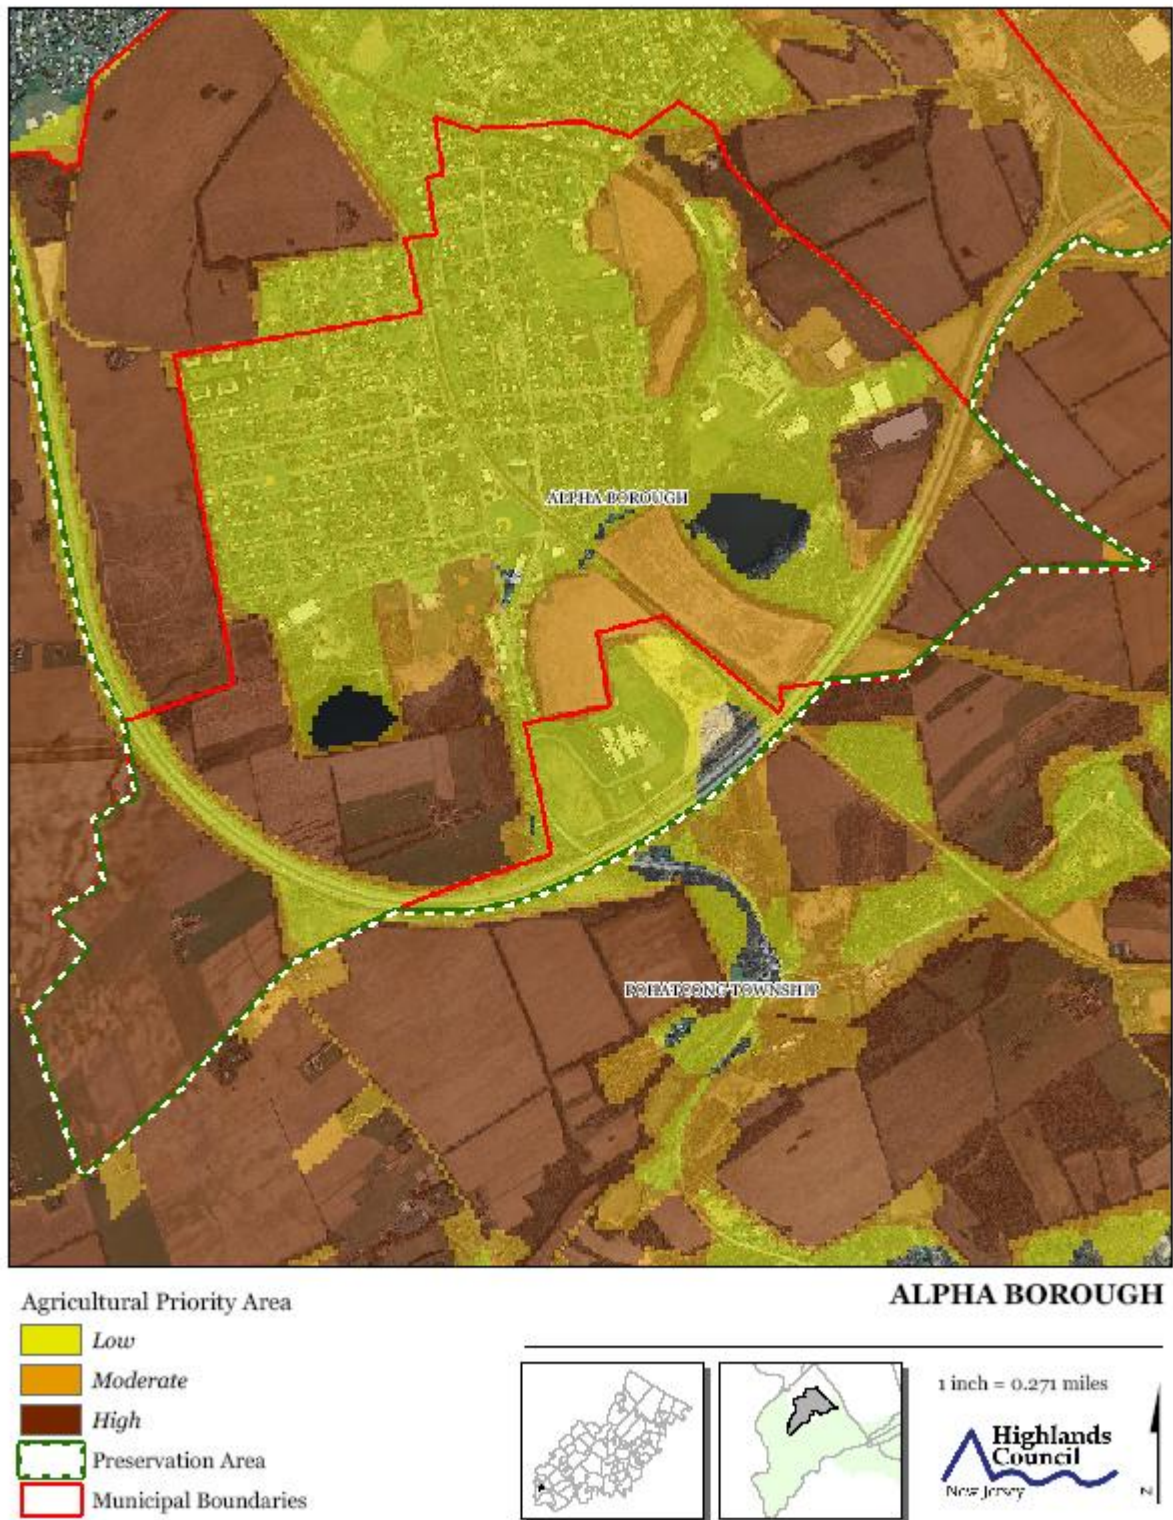 ALPHA BOROUGH
POHATCONG TOWNSHIP
Agricultural Priority Area
Low
Moderate
High
Preservation Area
Municipal Boundaries
ALPHA BOROUGH
1 inch = 0.271 miles
Highlands
Council
New Jersey
N